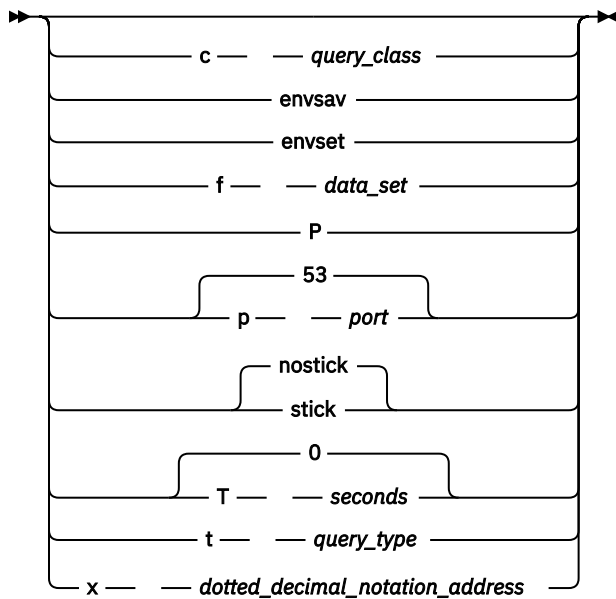 c query_class
envsav
envset
f data_set
P
53
p port
nostick
stick
0
T seconds
t query_type
x dotted_decimal_notation_address